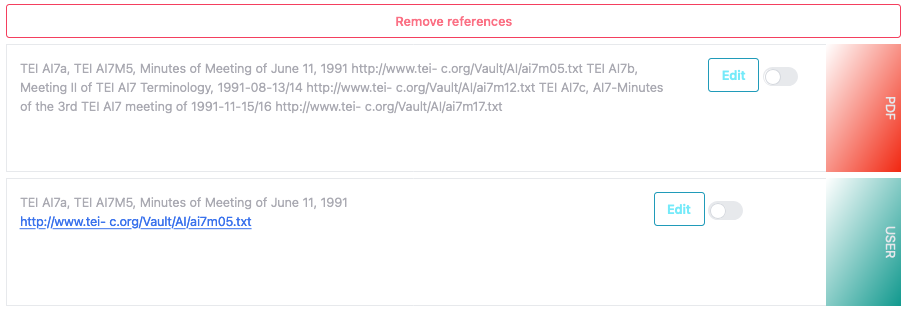 Remove references
TEI AI7a, TEI AI7M5, Minutes of Meeting of June 11, 1991 http://www.tei- c.org/Vault/AI/ai7m05.txt TEI AI7b,
Meeting II of TEI AI7 Terminology, 1991-08-13/14 http://www.tei- c.org/Vault/AI/ai7m12.txt TEI AI7c, AI7-Minutes
of the 3rd TEI AI7 meeting of 1991-11-15/16 http://www.tei- c.org/Vault/AI/ai7m17.txt
Edit
PDF
TEI AI7a, TEI AI7M5, Minutes of Meeting of June 11, 1991
http://www.tei- c.org/Vault/AI/ai7m05.txt
Edit
USER